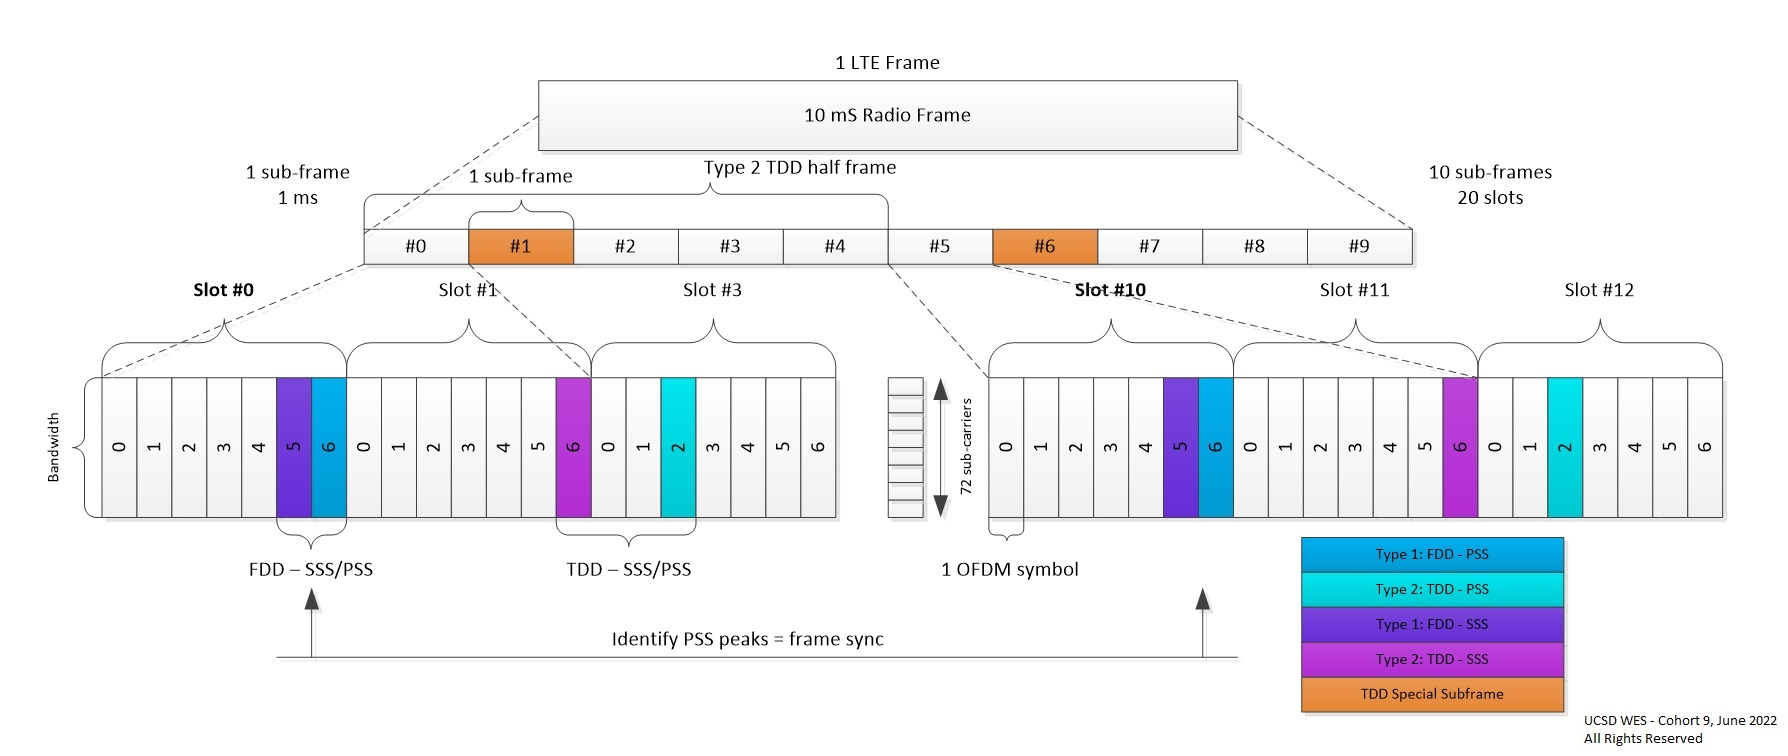 1 LTE Frame
10 mS Radio Frame
1 sub-frame
1 ms
1 sub-frame
Type 2 TDD half frame
10 sub-frames
20 slots
#0 #1 #2 #3 #4 #5 #6 #7 #8 #9
Slot #0 Slot #1 Slot #3 Slot #10 Slot #11 Slot #12
Bandwidth
0 1 2 3 4 5 6 0 1 2 3 4 5 6 0 1 2 3 4 5 6
72 sub-carriers
0 1 2 3 4 5 6 0 1 2 3 4 5 6 0 1 2 3 4 5 6
FDD – SSS/PSS
TDD – SSS/PSS
1 OFDM symbol
Identify PSS peaks = frame sync
Type 1: FDD - PSS
Type 2: TDD - PSS
Type 1: FDD - SSS
Type 2: TDD - SSS
TDD Special Subframe
UCSD WES - Cohort 9, June 2022
All Rights Reserved